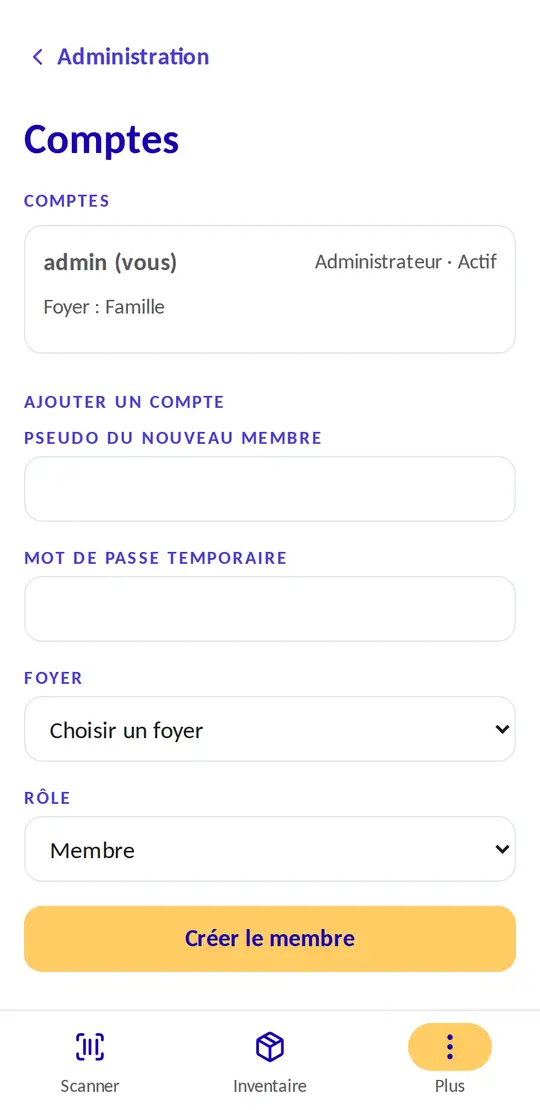 Administration
Comptes
COMPTES
admin (vous) Administrateur · Actif
Foyer : Famille
AJOUTER UN COMPTE
PSEUDO DU NOUVEAU MEMBRE
MOT DE PASSE TEMPORAIRE
FOYER
Choisir un foyer
RÔLE
Membre
Créer le membre
Scanner Inventaire Plus